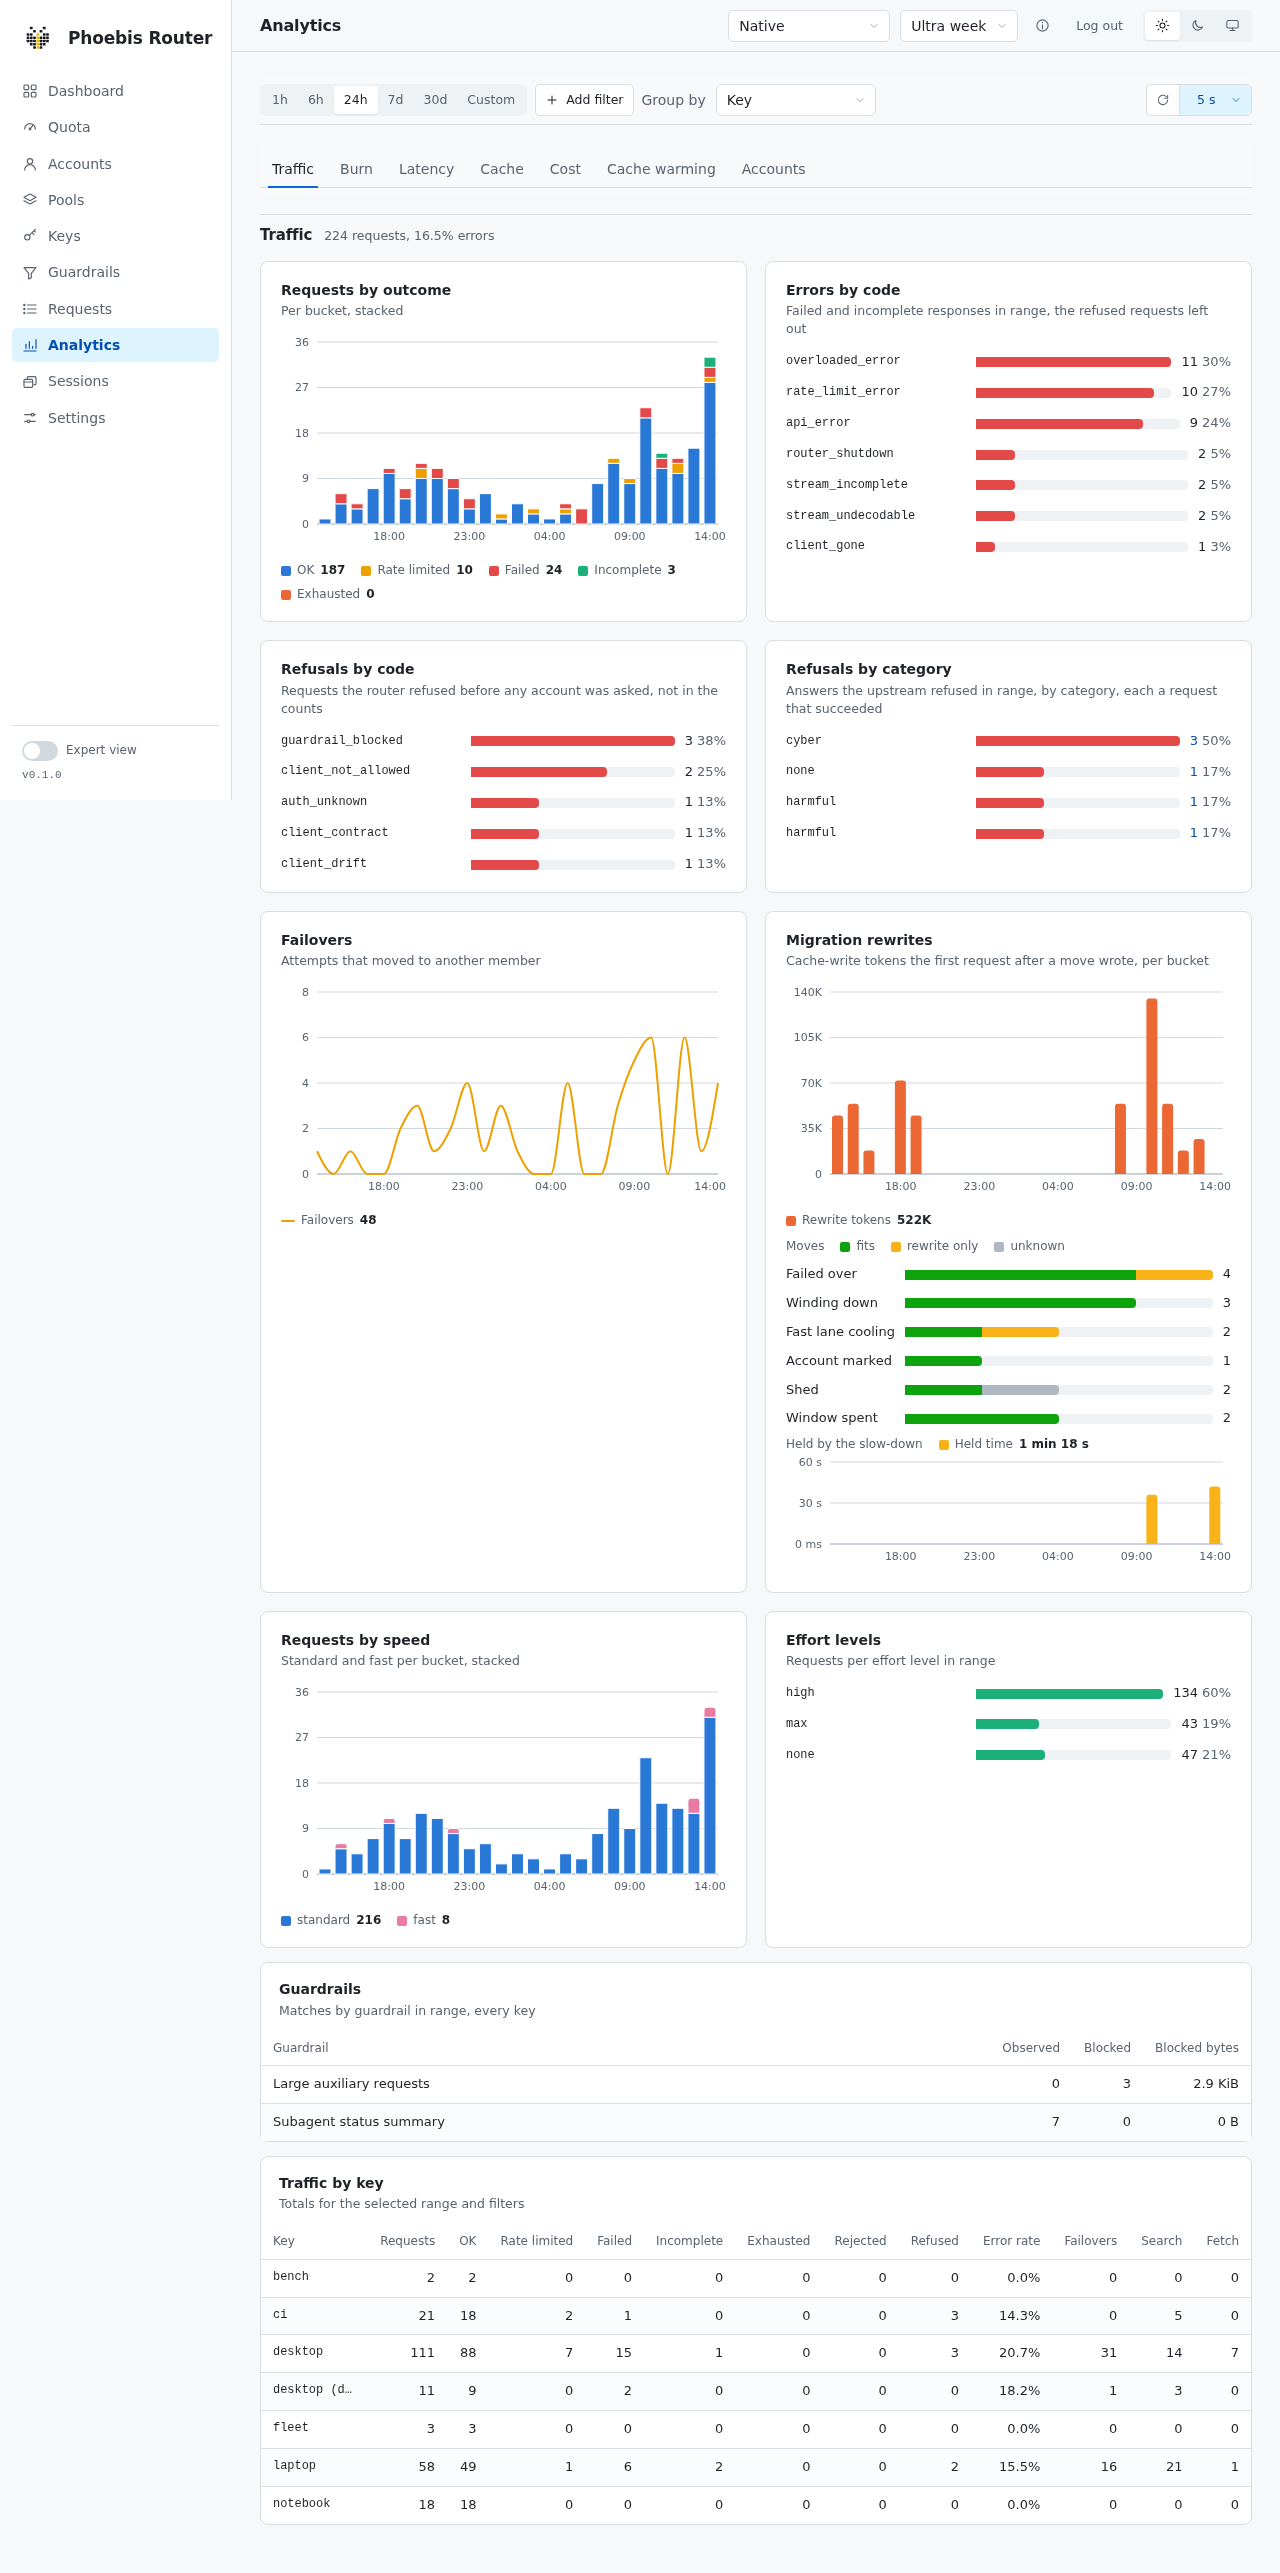 Phoebis Router
Dashboard
Quota
Accounts
Pools
Keys
Guardrails
Requests
Analytics
Sessions
Settings
Expert view
v0.1.0
Analytics
Native
Ultra week
Log out
1h 6h 24h 7d 30d Custom
Add filter
Group by
Key
5 s
Traffic Burn Latency Cache Cost Cache warming Accounts
Traffic 224 requests, 16.5% errors
Requests by outcome
Per bucket, stacked
36
27
18
9
0
18:00 23:00 04:00 09:00 14:00
OK 187 Rate limited 10 Failed 24 Incomplete 3
Exhausted 0
Errors by code
Failed and incomplete responses in range, the refused requests left
out
overloaded_error 11 30%
rate_limit_error 10 27%
api_error 9 24%
router_shutdown 2 5%
stream_incomplete 2 5%
stream_undecodable 2 5%
client_gone 1 3%
Refusals by code
Requests the router refused before any account was asked, not in the
counts
guardrail_blocked 3 38%
client_not_allowed 2 25%
auth_unknown 1 13%
client_contract 1 13%
client_drift 1 13%
Refusals by category
Answers the upstream refused in range, by category, each a request
that succeeded
cyber 3 50%
none 1 17%
harmful 1 17%
harmful 1 17%
Failovers
Attempts that moved to another member
8
6
4
2
0
18:00 23:00 04:00 09:00 14:00
Failovers 48
Migration rewrites
Cache-write tokens the first request after a move wrote, per bucket
140K
105K
70K
35K
0
18:00 23:00 04:00 09:00 14:00
Rewrite tokens 522K
Moves fits rewrite only unknown
Failed over 4
Winding down 3
Fast lane cooling 2
Account marked 1
Shed 2
Window spent 2
Held by the slow-down Held time 1 min 18 s
60 s
30 s
0 ms
18:00 23:00 04:00 09:00 14:00
Requests by speed
Standard and fast per bucket, stacked
36
27
18
9
0
18:00 23:00 04:00 09:00 14:00
standard 216 fast 8
Effort levels
Requests per effort level in range
high 134 60%
max 43 19%
none 47 21%
Guardrails
Matches by guardrail in range, every key
Guardrail Observed Blocked Blocked bytes
Large auxiliary requests 0 3 2.9 KiB
Subagent status summary 7 0 0 B
Traffic by key
Totals for the selected range and filters
Key Requests OK Rate limited Failed Incomplete Exhausted Rejected Refused Error rate Failovers Search Fetch
bench 2 2 0 0 0 0 0 0 0.0% 0 0 0
ci 21 18 2 1 0 0 0 3 14.3% 0 5 0
desktop 111 88 7 15 1 0 0 3 20.7% 31 14 7
desktop (d… 11 9 0 2 0 0 0 0 18.2% 1 3 0
fleet 3 3 0 0 0 0 0 0 0.0% 0 0 0
laptop 58 49 1 6 2 0 0 2 15.5% 16 21 1
notebook 18 18 0 0 0 0 0 0 0.0% 0 0 0